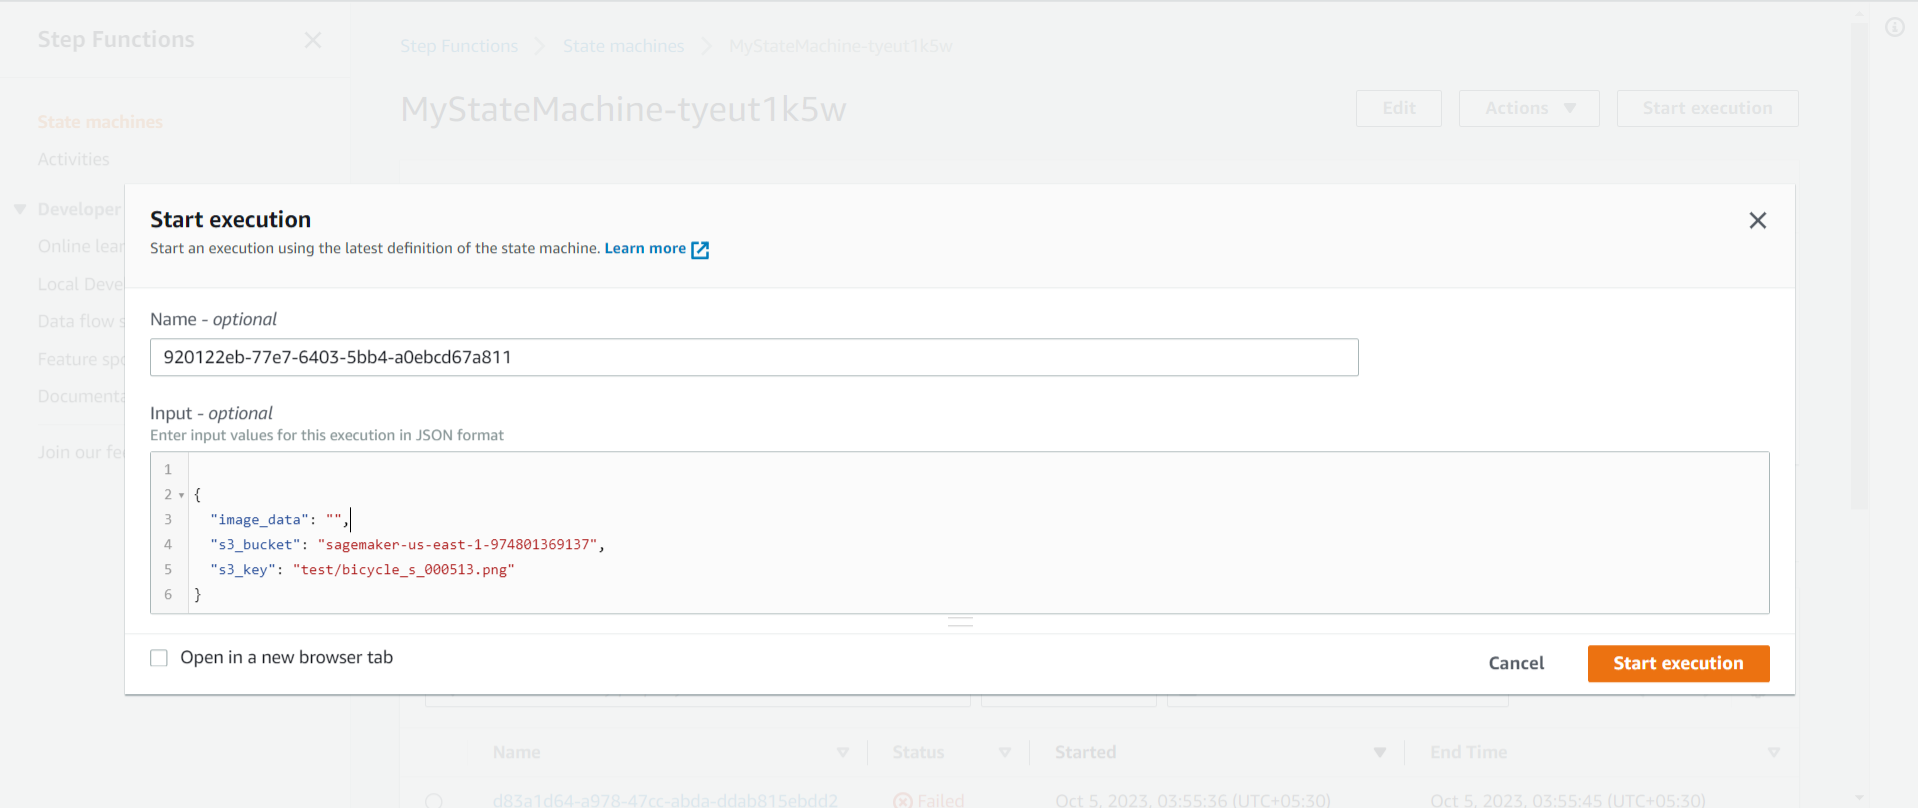 Step Functions
State machines
Activities
Developer
Online lear
Local Deve
Data flow s
Feature spo
Documenta
Join our fee
Step Functions State machines MyStateMachine-tyeut1k5w
MyStateMachine-tyeut1k5w
Edit Actions Start execution
Start execution
Start an execution using the latest definition of the state machine. Learn more
Name - optional
920122eb-77e7-6403-5bb4-a0ebcd67a811
Input - optional
Enter input values for this execution in JSON format
1
2 {
3 "image_data": "",
4 "s3_bucket": "sagemaker-us-east-1-974801369137",
5 "s3_key": "test/bicycle_s_000513.png"
6 }
Open in a new browser tab
Cancel Start execution
Name Status Started End Time
d83a1d64-a978-47cc-abda-ddab815ebdd2 Failed Oct 5, 2023, 03:55:36 (UTC+05:30) Oct 5, 2023, 03:55:45 (UTC+05:30)